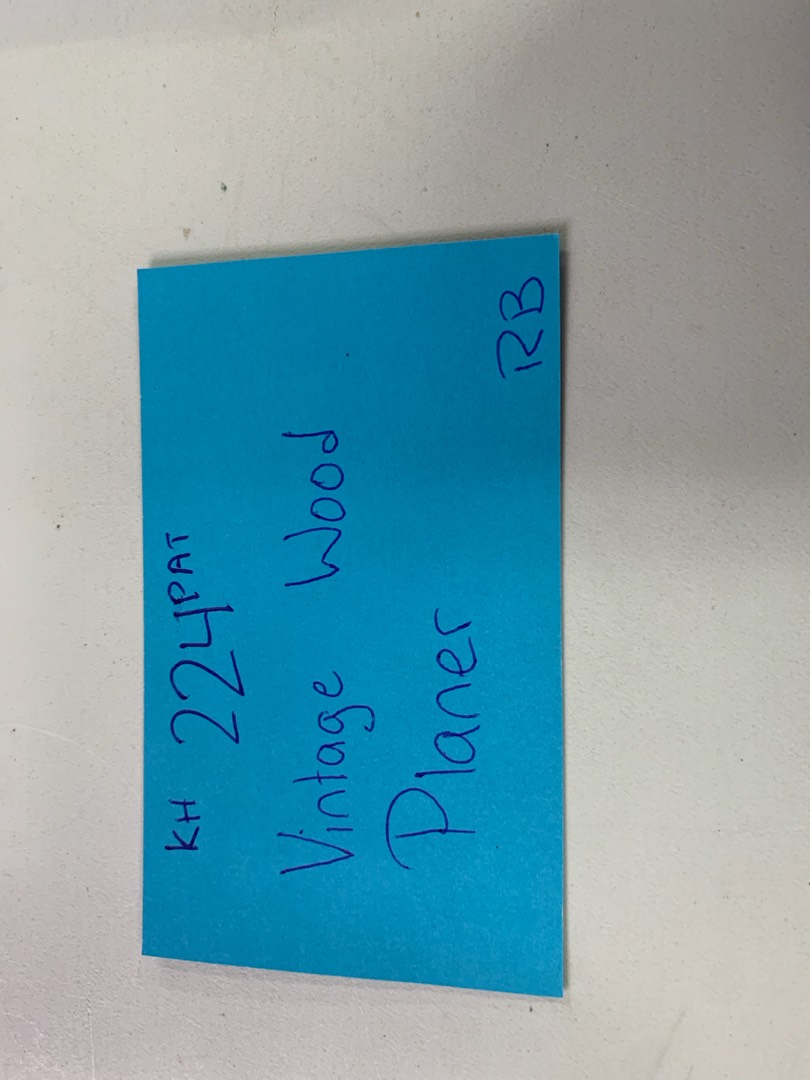 KH 224PAT
Vintage Wood
Planer
RB